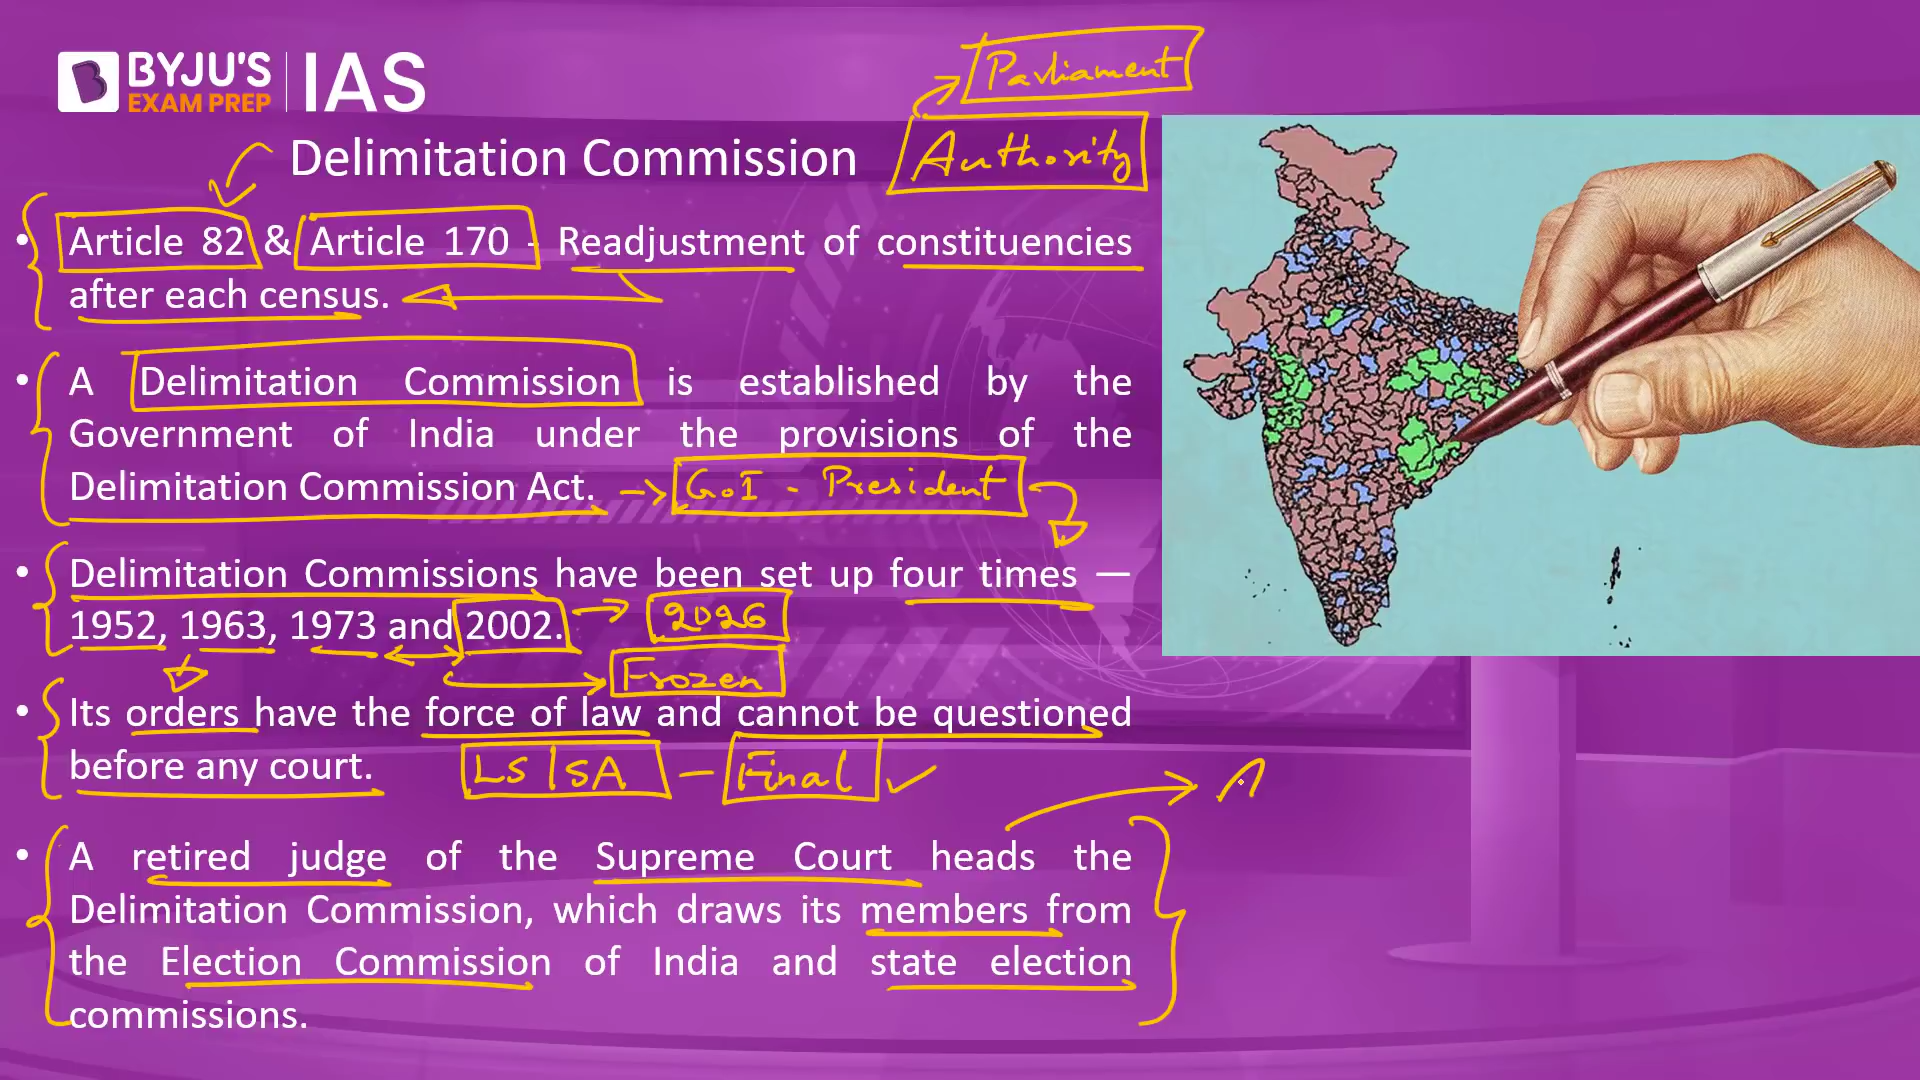 BYJU'S
EXAM PREP
IAS
Parliament
Delimitation Commission
Authority
• Article 82 & Article 170 - Readjustment of constituencies
after each census.
• A Delimitation Commission is established by the
Government of India under the provisions of the
Delimitation Commission Act. → GoI - President
• Delimitation Commissions have been set up four times —
1952, 1963, 1973 and 2002. → 2026
Frozen
• Its orders have the force of law and cannot be questioned
before any court. LS | SA - Final ✓
• A retired judge of the Supreme Court heads the
Delimitation Commission, which draws its members from
the Election Commission of India and state election
commissions.